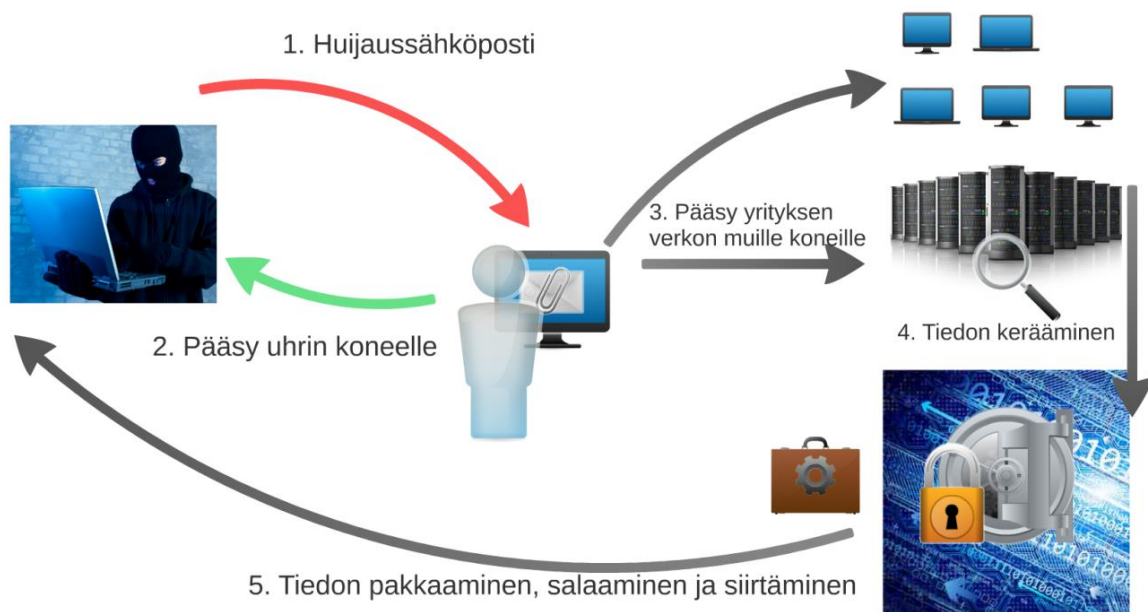 1. Huijaussähköposti
3. Pääsy yrityksen
verkon muille koneille
2. Pääsy uhrin koneelle
4. Tiedon kerääminen
5. Tiedon pakkaaminen, salaaminen ja siirtäminen